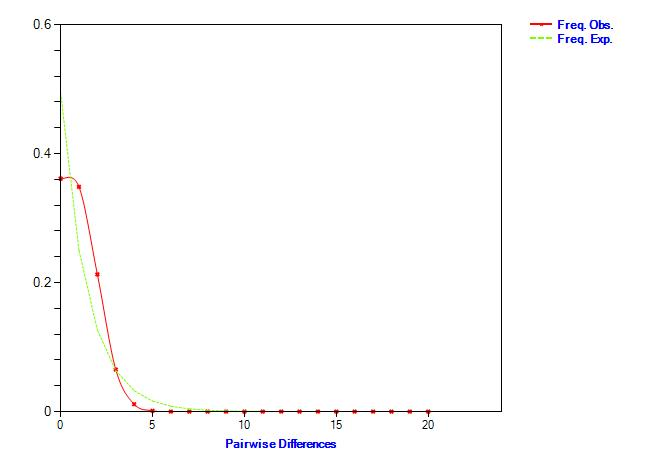 Freq. Obs.
Freq. Exp.
0.6
0.4
0.2
0
0 5 10 15 20
Pairwise Differences